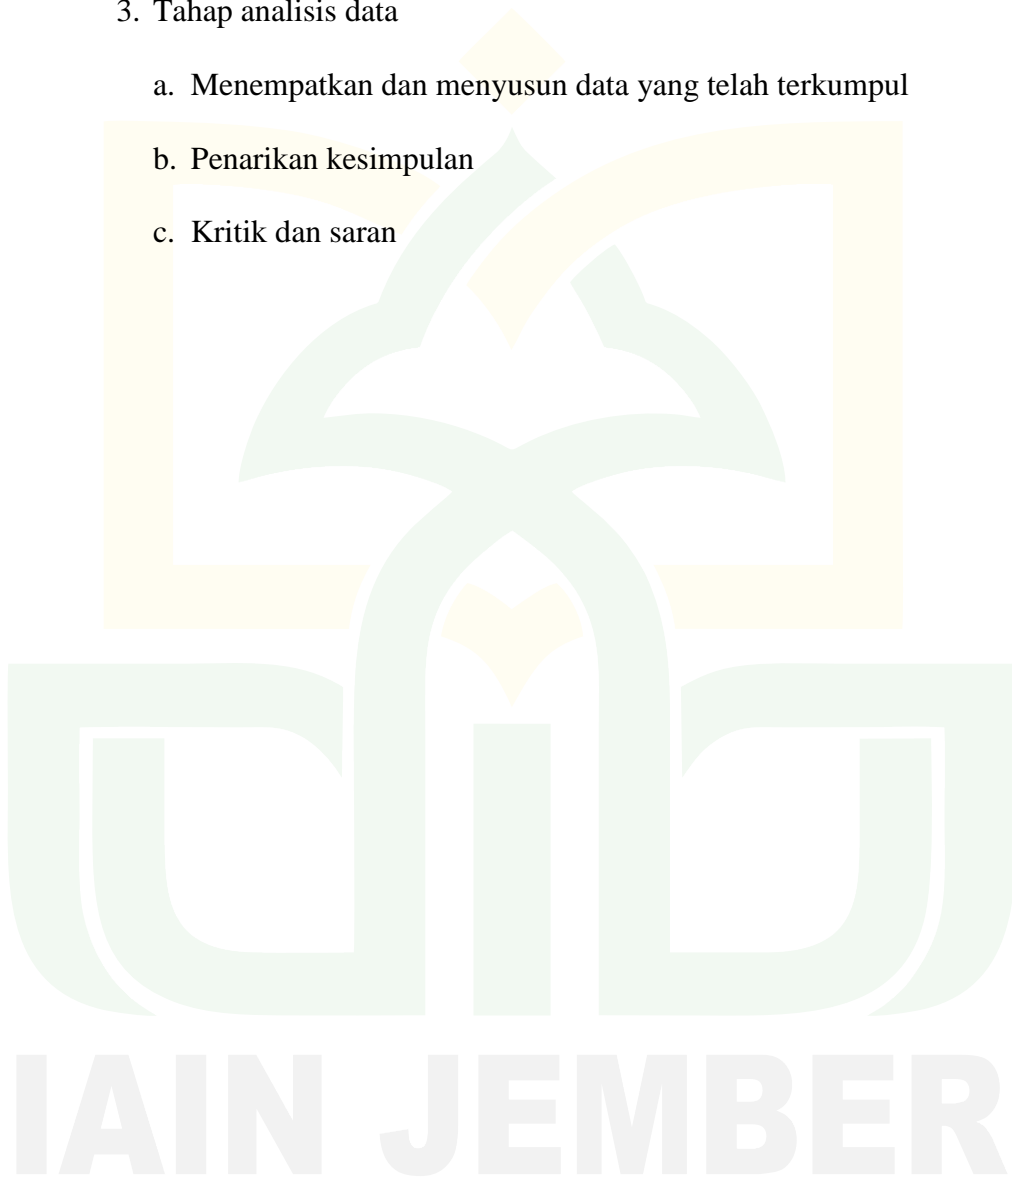 3. Tahap analisis data
a. Menempatkan dan menyusun data yang telah terkumpul
b. Penarikan kesimpulan
c. Kritik dan saran
IAIN JEMBER